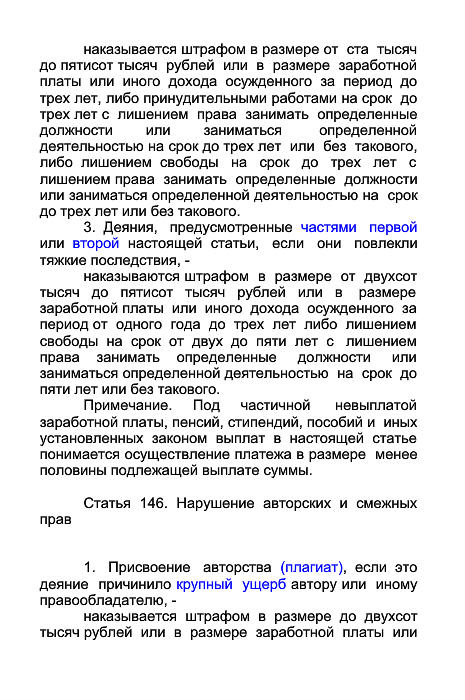 наказывается штрафом в размере от ста тысяч
до пятисот тысяч рублей или в размере заработной
платы или иного дохода осужденного за период до
трех лет, либо принудительными работами на срок до
трех лет с лишением права занимать определенные
должности или заниматься определенной
деятельностью на срок до трех лет или без такового,
либо лишением свободы на срок до трех лет с
лишением права занимать определенные должности
или заниматься определенной деятельностью на срок
до трех лет или без такового.
3. Деяния, предусмотренные частями первой
или второй настоящей статьи, если они повлекли
тяжкие последствия, -
наказываются штрафом в размере от двухсот
тысяч до пятисот тысяч рублей или в размере
заработной платы или иного дохода осужденного за
период от одного года до трех лет либо лишением
свободы на срок от двух до пяти лет с лишением
права занимать определенные должности или
заниматься определенной деятельностью на срок до
пяти лет или без такового.
Примечание. Под частичной невыплатой
заработной платы, пенсий, стипендий, пособий и иных
установленных законом выплат в настоящей статье
понимается осуществление платежа в размере менее
половины подлежащей выплате суммы.
Статья 146. Нарушение авторских и смежных
прав
1. Присвоение авторства (плагиат), если это
деяние причинило крупный ущерб автору или иному
правообладателю, -
наказывается штрафом в размере до двухсот
тысяч рублей или в размере заработной платы или